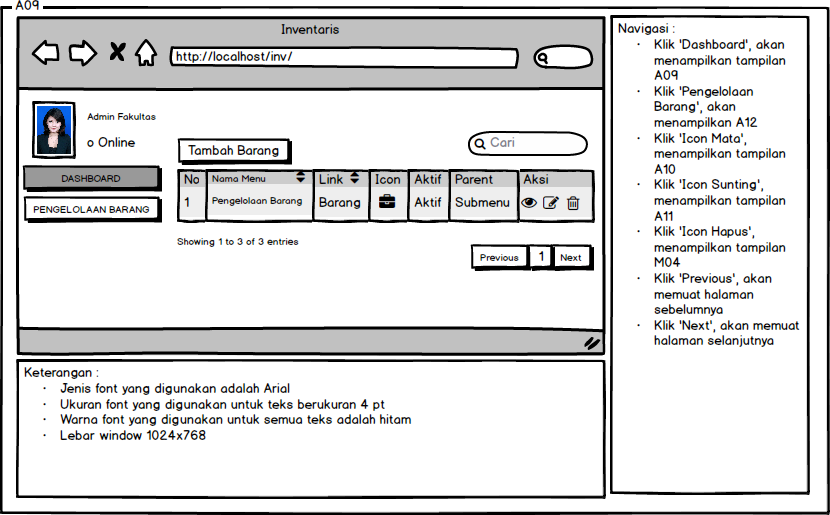 A09
Inventaris
http://localhost/inv/
Admin Fakultas
o Online
Tambah Barang
Cari
DASHBOARD
PENGELOLAAN BARANG
No Nama Menu Link Icon Aktif Parent Aksi
1 Pengelolaan Barang Barang Aktif Submenu
Showing 1 to 3 of 3 entries
Previous 1 Next
Navigasi :
· Klik 'Dashboard', akan
menampilkan tampilan
A09
· Klik 'Pengelolaan
Barang', akan
menampilkan A12
· Klik 'Icon Mata',
menampilkan tampilan
A10
· Klik 'Icon Sunting',
menampilkan tampilan
A11
· Klik 'Icon Hapus',
menampilkan tampilan
M04
· Klik 'Previous', akan
memuat halaman
sebelumnya
· Klik 'Next', akan memuat
halaman selanjutnya
Keterangan :
· Jenis font yang digunakan adalah Arial
· Ukuran font yang digunakan untuk teks berukuran 4 pt
· Warna font yang digunakan untuk semua teks adalah hitam
· Lebar window 1024x768